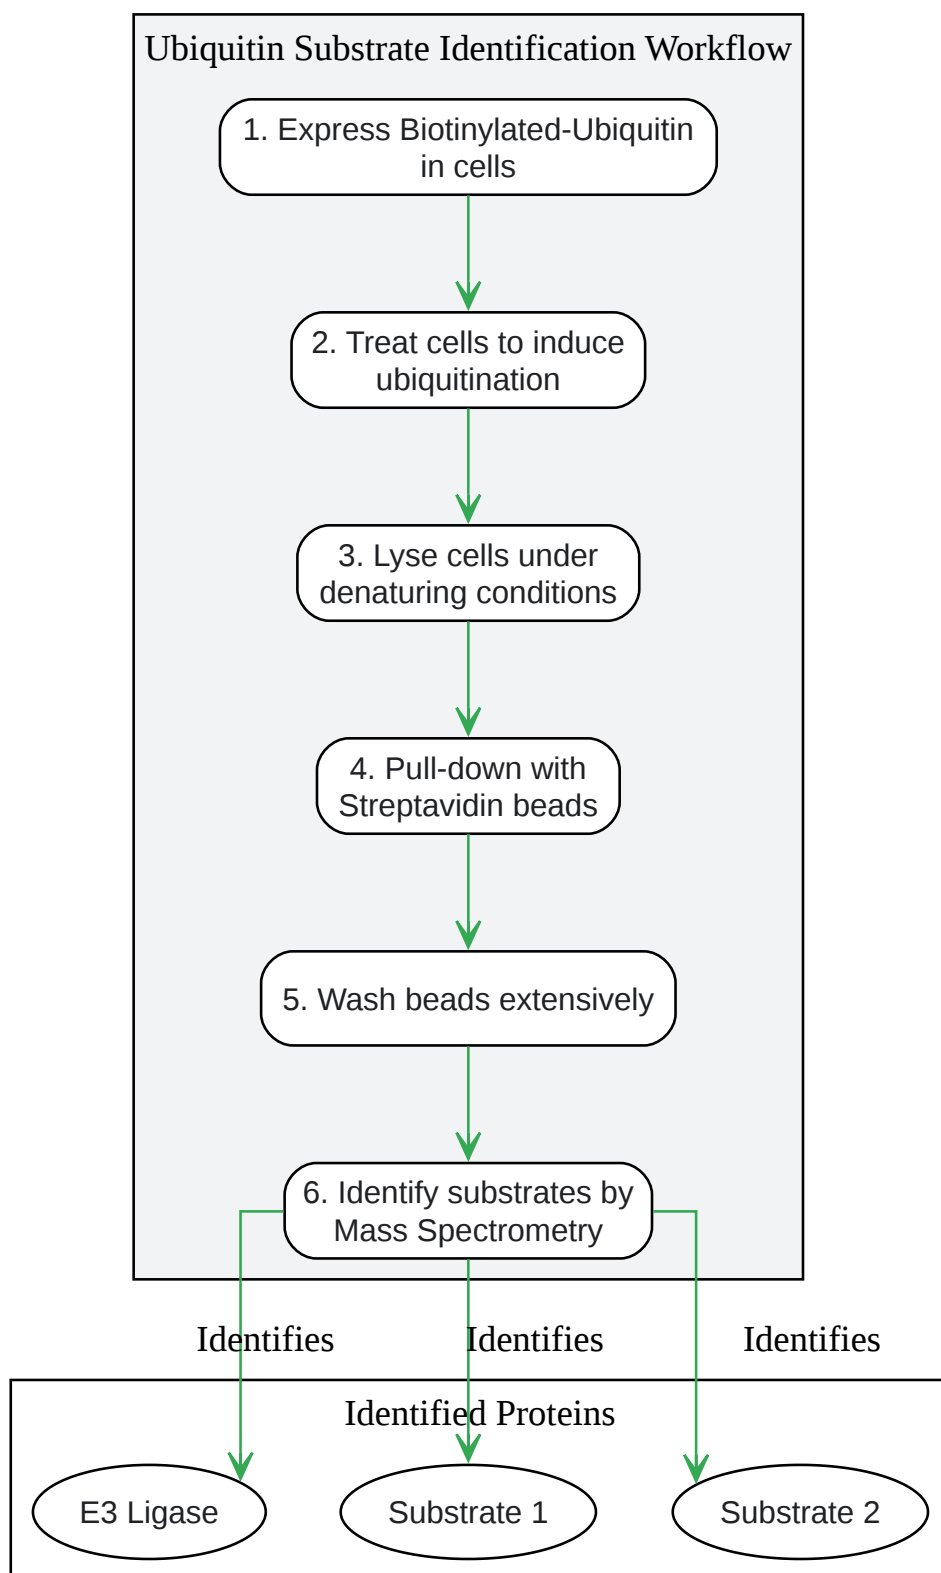 Ubiquitin Substrate Identification Workflow
1. Express Biotinylated-Ubiquitin
in cells
2. Treat cells to induce
ubiquitination
3. Lyse cells under
denaturing conditions
4. Pull-down with
Streptavidin beads
5. Wash beads extensively
6. Identify substrates by
Mass Spectrometry
Identifies
Identifies
Identifies
Identified Proteins
E3 Ligase
Substrate 1
Substrate 2